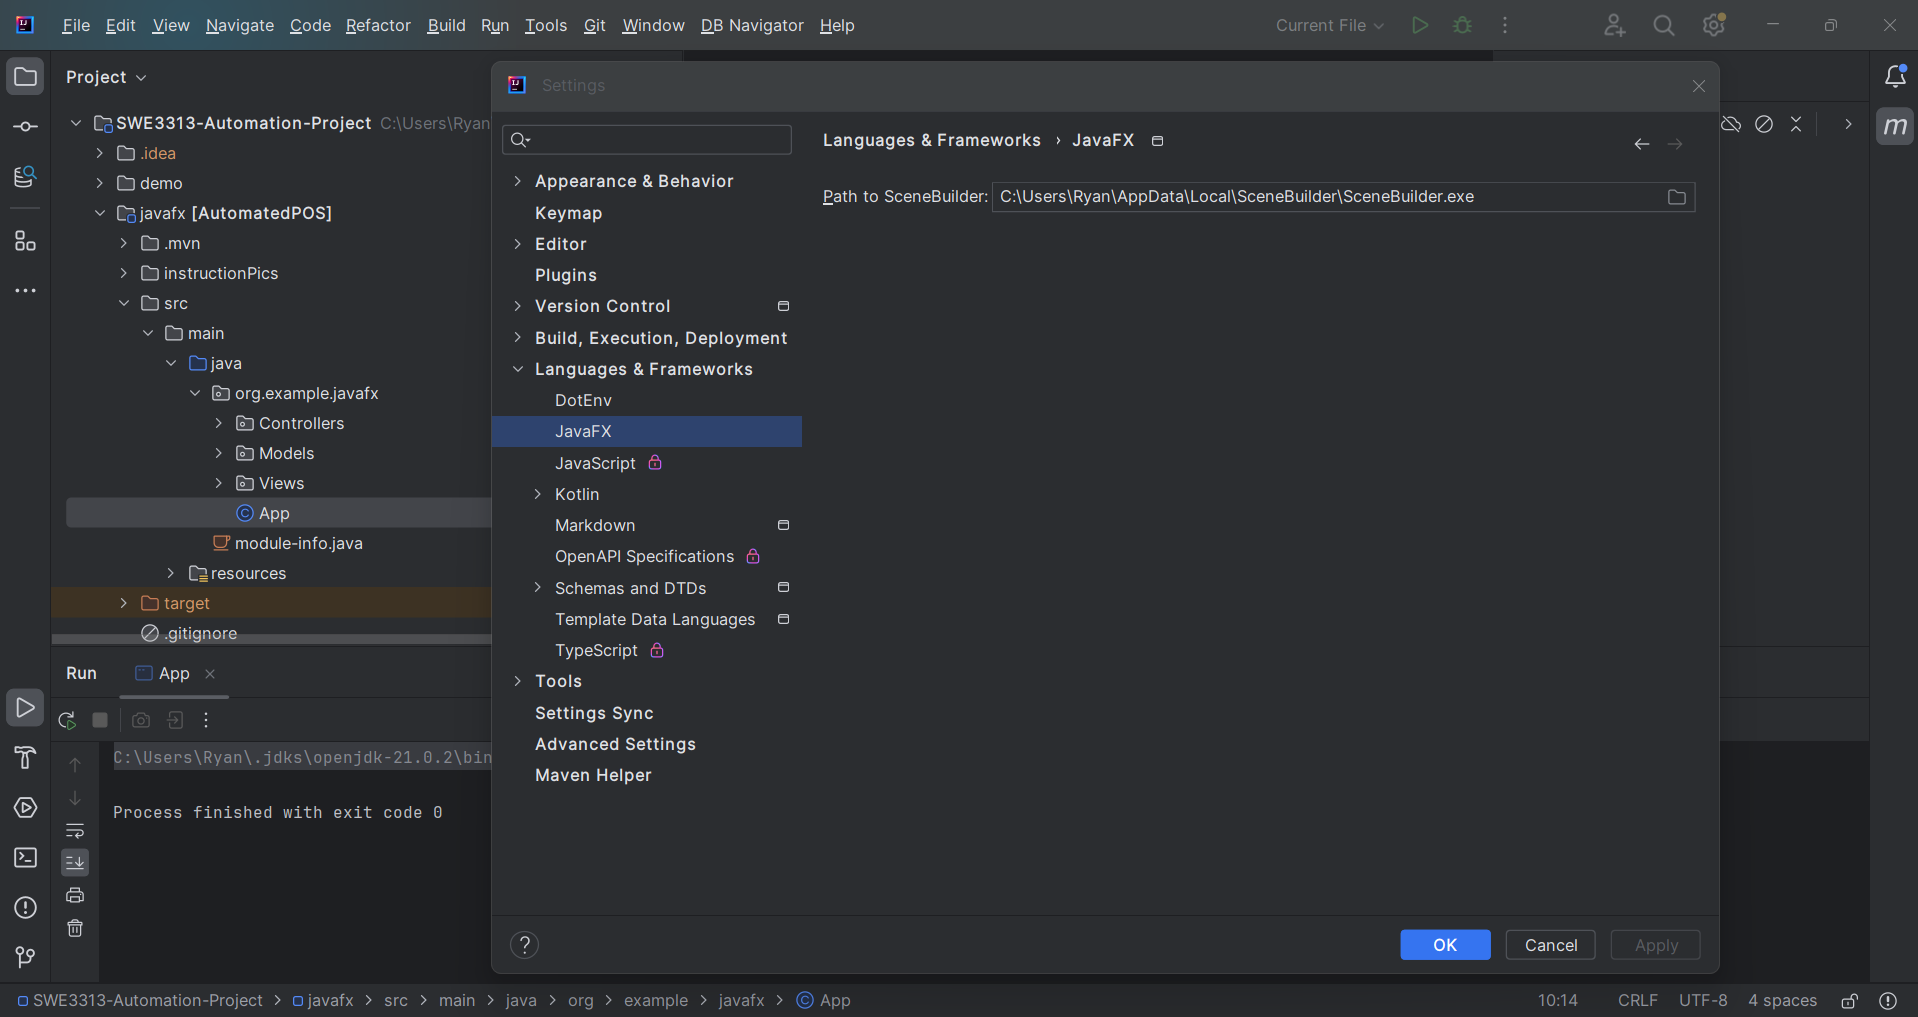 File Edit View Navigate Code Refactor Build Run Tools Git Window DB Navigator Help
Current File
Project
SWE3313-Automation-Project C:\Users\Ryan
.idea
demo
javafx [AutomatedPOS]
.mvn
instructionPics
src
main
java
org.example.javafx
Controllers
Models
Views
App
module-info.java
resources
target
.gitignore
Settings
Appearance & Behavior
Keymap
Editor
Plugins
Version Control
Build, Execution, Deployment
Languages & Frameworks
DotEnv
JavaFX
JavaScript
Kotlin
Markdown
OpenAPI Specifications
Schemas and DTDs
Template Data Languages
TypeScript
Tools
Settings Sync
Advanced Settings
Maven Helper
Languages & Frameworks › JavaFX
Path to SceneBuilder: C:\Users\Ryan\AppData\Local\SceneBuilder\SceneBuilder.exe
? OK Cancel Apply
m
Run App
C:\Users\Ryan\.jdks\openjdk-21.0.2\bin
Process finished with exit code 0
SWE3313-Automation-Project > javafx > src > main > java > org > example > javafx > App
10:14 CRLF UTF-8 4 spaces